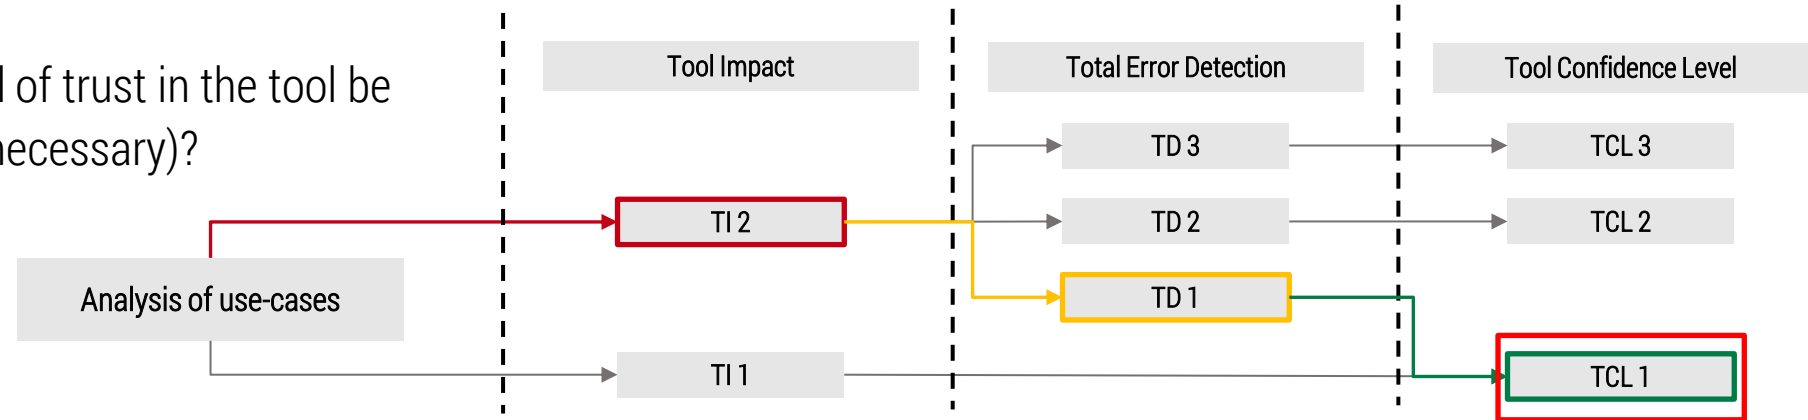 of trust in the tool be
necessary)?
Tool Impact
Total Error Detection
Tool Confidence Level
TD 3
TCL 3
TI 2
TD 2
TCL 2
Analysis of use-cases
TD 1
TI 1
TCL 1